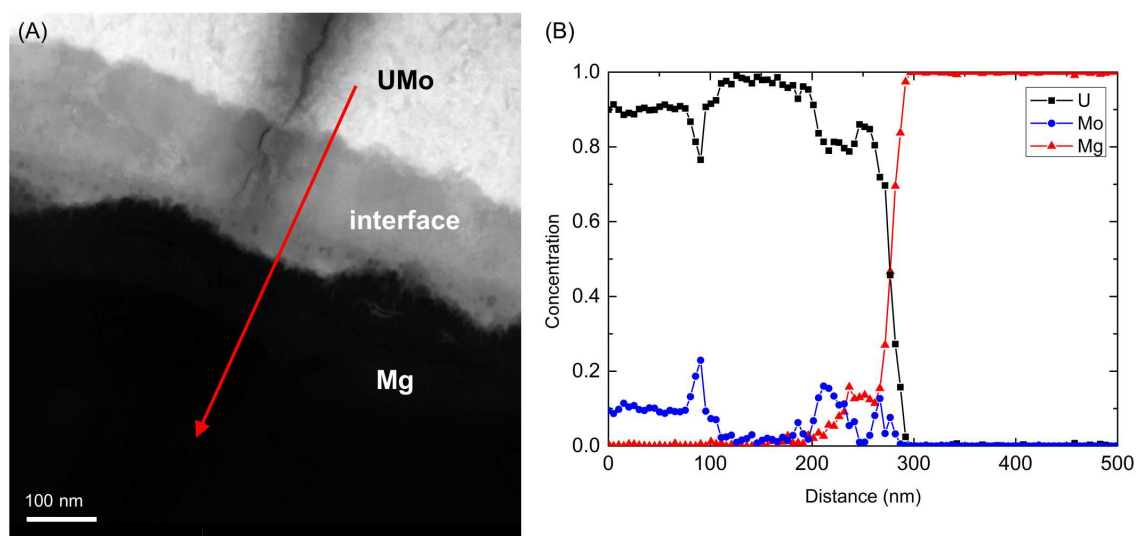 (A)
UMo
interface
Mg
100 nm
(B)
1.0
0.8
0.6
0.4
0.2
0.0
Concentration
U
Mo
Mg
0 100 200 300 400 500
Distance (nm)